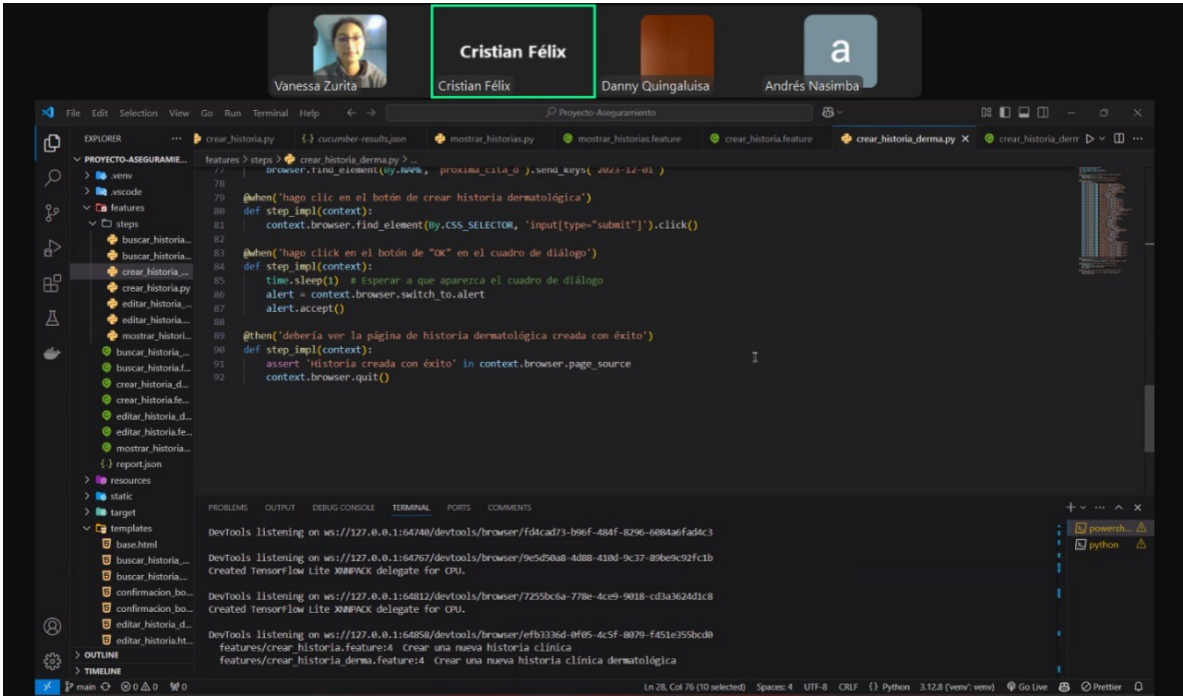 Cristian Félix
Vanessa Zurita
Cristian Félix
Danny Quingaluisa
a
Andrés Nasimba
File Edit Selection View Go Run Terminal Help
Proyecto-Aseguramiento
EXPLORER
crear_historia.py
cucumber-results.json
mostrar_historias.py
mostrar_historias.feature
crear_historia.feature
crear_historia_derma.py
crear_historia_derm
PROYECTO-ASEGURAMIE...
.venv
.vscode
features
steps
buscar_historia...
buscar_historia...
crear_historia_...
crear_historia.py
editar_historia_...
editar_historia....
mostrar_histori...
buscar_historia_...
buscar_historia.f...
crear_historia_d...
crear_historia.fe...
editar_historia_d...
editar_historia.fe...
mostrar_historia...
{..} report.json
resources
static
target
templates
base.html
buscar_historia_...
buscar_historia....
confirmacion_bo...
confirmacion_bo...
editar_historia_d...
editar_historia.ht...
OUTLINE
TIMELINE
features > steps > crear_historia_derma.py > ...
77 browser.find_element(By.NAME, 'proxima_cita_d').send_keys('2023-12-01')
78
79 @when('hago clic en el botón de crear historia dermatológica')
80 def step_impl(context):
81 context.browser.find_element(By.CSS_SELECTOR, 'input[type="submit"]').click()
82
83 @when('hago click en el botón de "OK" en el cuadro de diálogo')
84 def step_impl(context):
85 time.sleep(1) # Esperar a que aparezca el cuadro de diálogo
86 alert = context.browser.switch_to.alert
87 alert.accept()
88
89 @then('debería ver la página de historia dermatológica creada con éxito')
90 def step_impl(context):
91 assert 'Historia creada con éxito' in context.browser.page_source
92 context.browser.quit()
PROBLEMS OUTPUT DEBUG CONSOLE TERMINAL PORTS COMMENTS
DevTools listening on ws://127.0.0.1:64740/devtools/browser/fd4cad73-b96f-484f-8296-6084a6fad4c3
DevTools listening on ws://127.0.0.1:64767/devtools/browser/9e5d50a8-4d88-410d-9c37-89be9c92fc1b
Created TensorFlow Lite XNNPACK delegate for CPU.
DevTools listening on ws://127.0.0.1:64812/devtools/browser/7255bc6a-778e-4ce9-9018-cd3a3624d1c8
Created TensorFlow Lite XNNPACK delegate for CPU.
DevTools listening on ws://127.0.0.1:64858/devtools/browser/efb3336d-0f05-4c5f-8079-f451e355bcd0
features/crear_historia.feature:4 Crear una nueva historia clínica
features/crear_historia_derma.feature:4 Crear una nueva historia clínica dermatológica
powersh...
python
main 0 0 0 Ln 28, Col 76 (10 selected) Spaces: 4 UTF-8 CRLF {} Python 3.12.8 ('venv': venv) Go Live Prettier